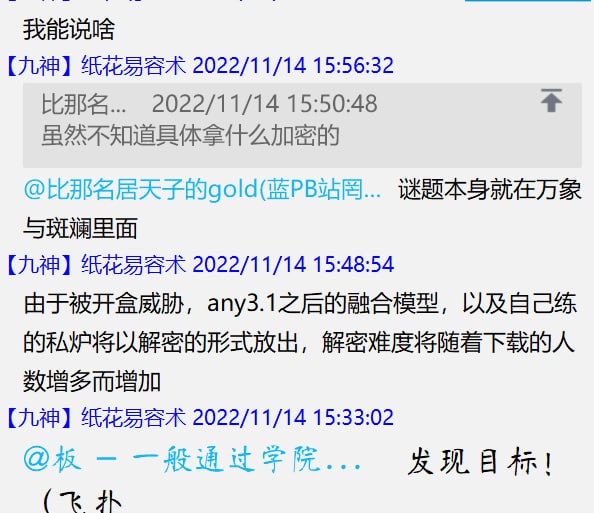 我能说啥
【九神】纸花易容术 2022/11/14 15:56:32
比那名... 2022/11/14 15:50:48
虽然不知道具体拿什么加密的
@比那名居天子的gold(蓝PB站罔... 谜题本身就在万象
与斑斓里面
【九神】纸花易容术 2022/11/14 15:48:54
由于被开盒威胁，any3.1之后的融合模型，以及自己练
的私炉将以解密的形式放出，解密难度将随着下载的人
数增多而增加
【九神】纸花易容术 2022/11/14 15:33:02
@板 — 一般通过学院... 发现目标！
（飞扑